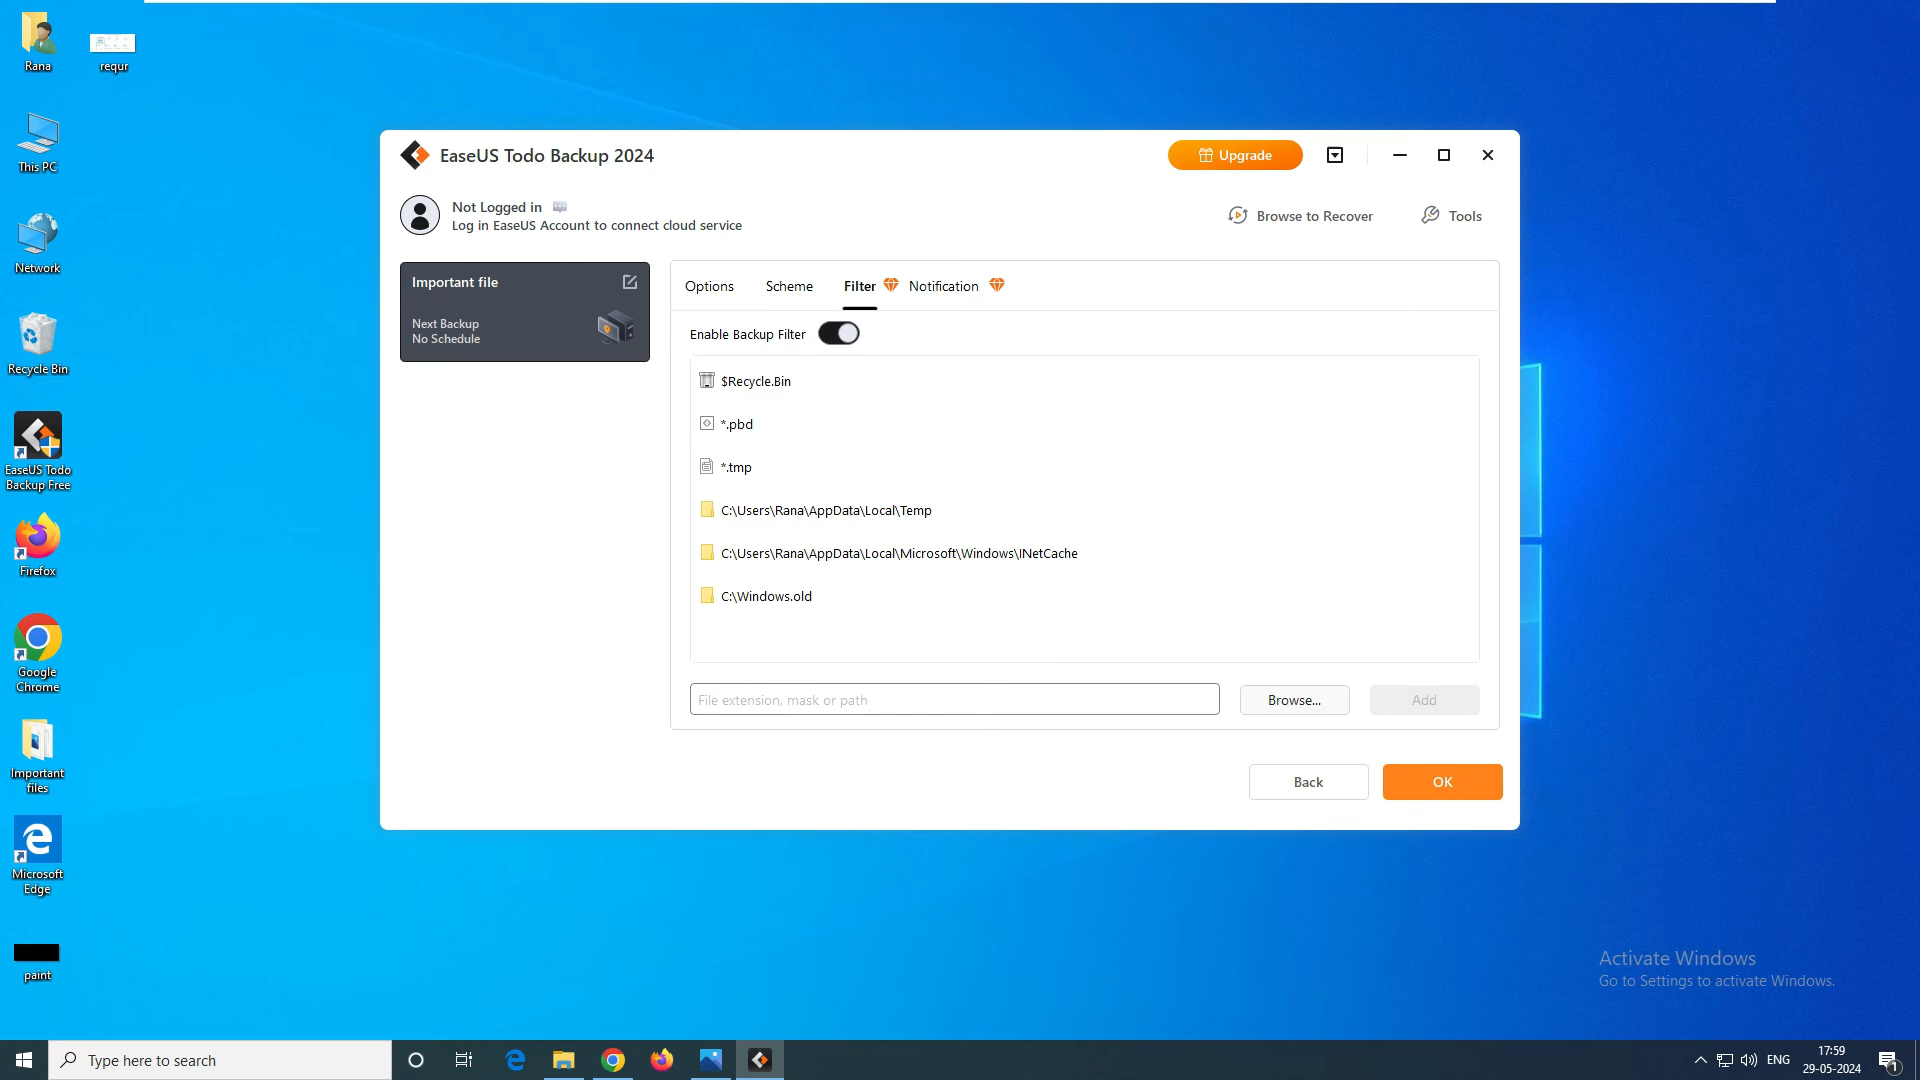 Rana
requr
This PC
Network
Recycle Bin
EaseUS Todo
Backup Free
Firefox
Google
Chrome
Important
files
Microsoft
Edge
paint
EaseUS Todo Backup 2024
Upgrade
Not Logged in
Log in EaseUS Account to connect cloud service
Browse to Recover
Tools
Important file
Next Backup
No Schedule
Options
Scheme
Filter
Notification
Enable Backup Filter
$Recycle.Bin
*.pbd
*.tmp
C:\Users\Rana\AppData\Local\Temp
C:\Users\Rana\AppData\Local\Microsoft\Windows\INetCache
C:\Windows.old
File extension, mask or path
Browse...
Add
Back
OK
Activate Windows
Go to Settings to activate Windows.
Type here to search
ENG
17:59
29-05-2024
1